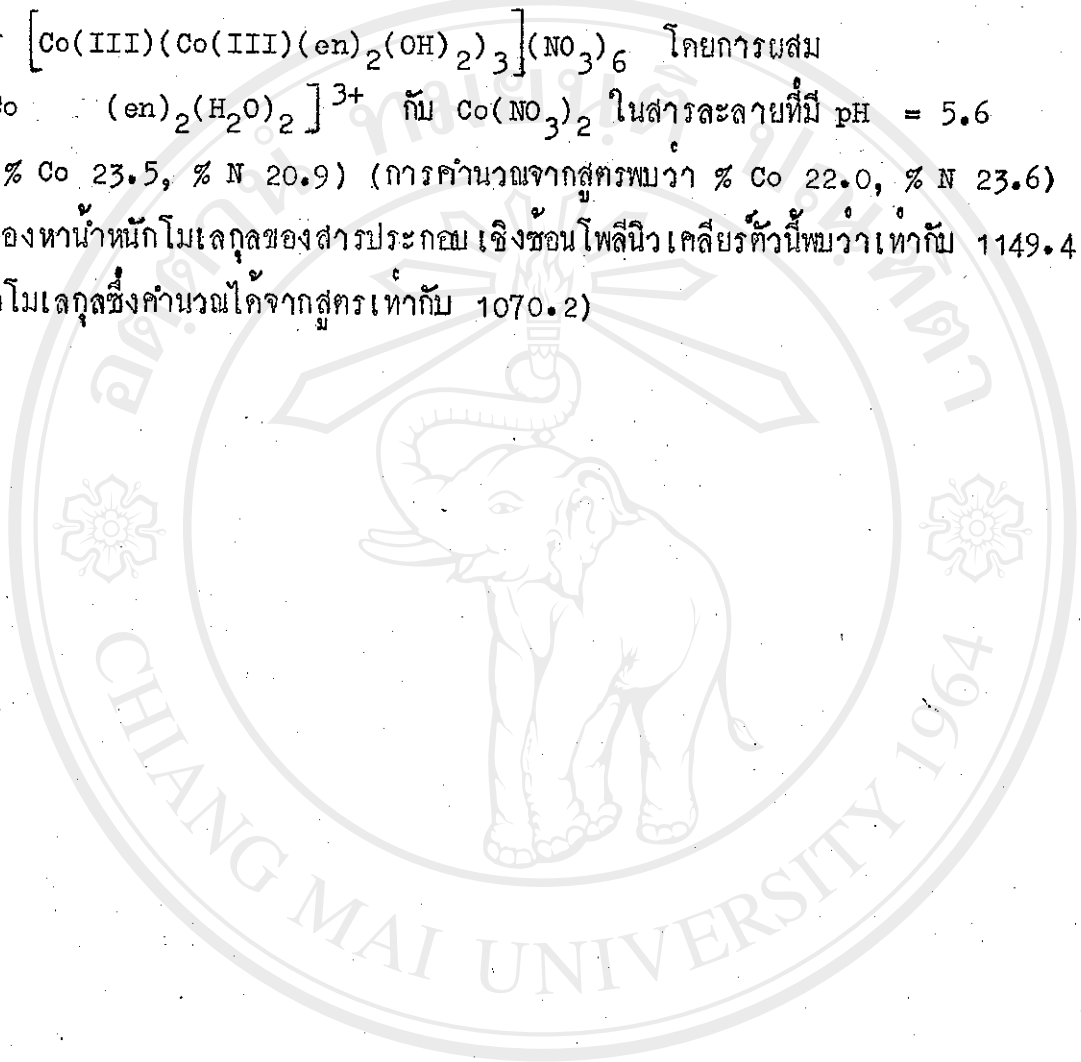 [Co(III)(Co(III)(en)₂(OH)₂)₃](NO₃)₆ โดยการผสม
(en)₂(H₂O)₂]³⁺ กับ Co(NO₃)₂ ในสารละลายที่มี pH = 5.6
% Co 23.5, % N 20.9) (การคำนวณจากสูตรพบว่า % Co 22.0, % N 23.6)
องหาน้ำหนักโมเลกุลของสารประกอบเชิงซ้อนโพลีนิวเคลียร์ตัวนี้พบว่าเท่ากับ 1149.4
โมเลกุลซึ่งคำนวณได้จากสูตรเท่ากับ 1070.2)
CHIANG MAI UNIVERSITY 1964